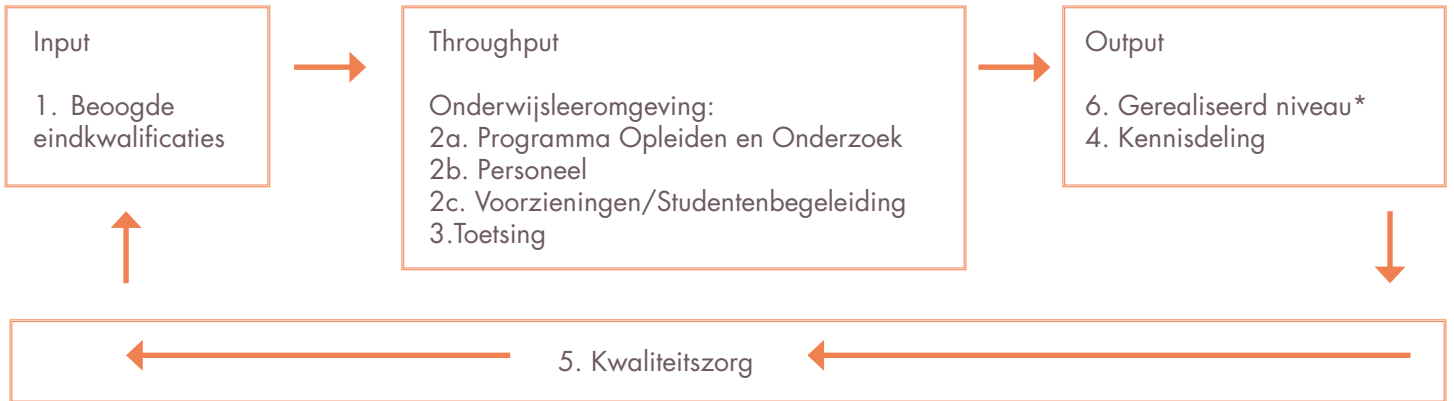 Input
1. Beoogde
eindkwalificaties
Throughput
Onderwijsleeromgeving:
2a. Programma Opleiden en Onderzoek
2b. Personeel
2c. Voorzieningen/Studentenbegeleiding
3.Toetsing
Output
6. Gerealiseerd niveau*
4. Kennisdeling
5. Kwaliteitszorg